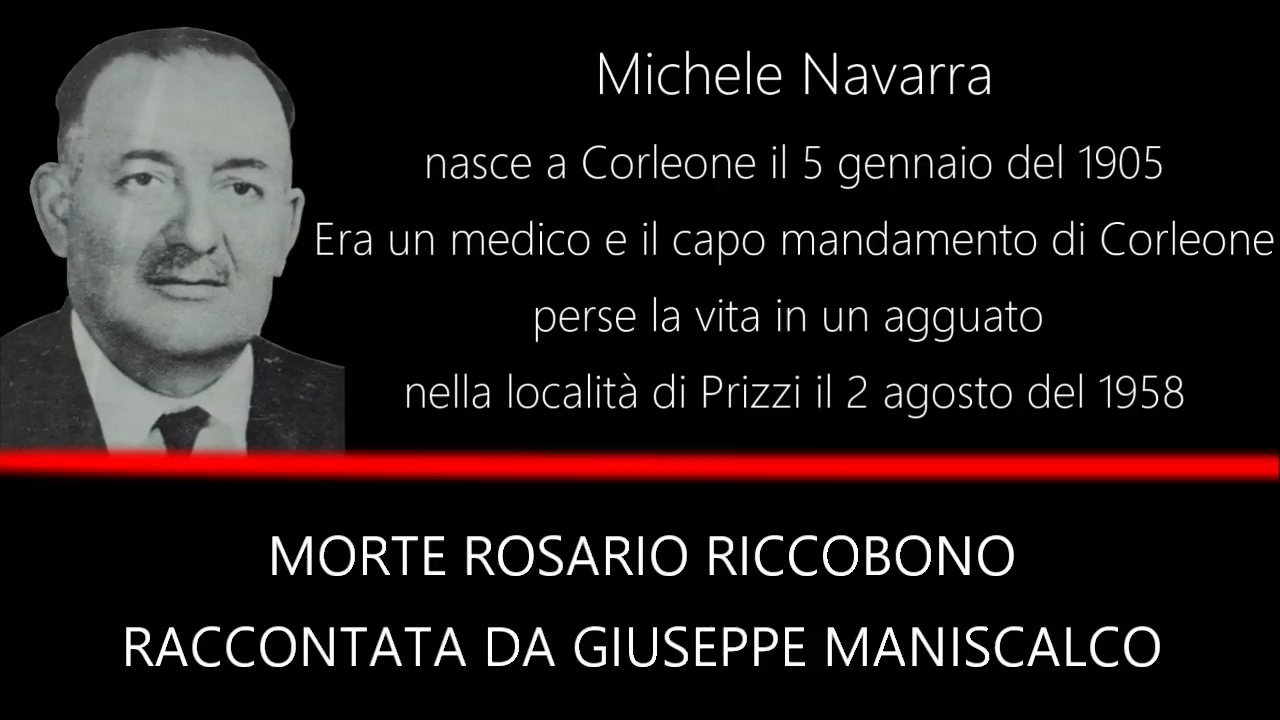 Michele Navarra
nasce a Corleone il 5 gennaio del 1905
Era un medico e il capo mandamento di Corleone
perse la vita in un agguato
nella località di Prizzi il 2 agosto del 1958
MORTE ROSARIO RICCOBONO
RACCONTATA DA GIUSEPPE MANISCALCO